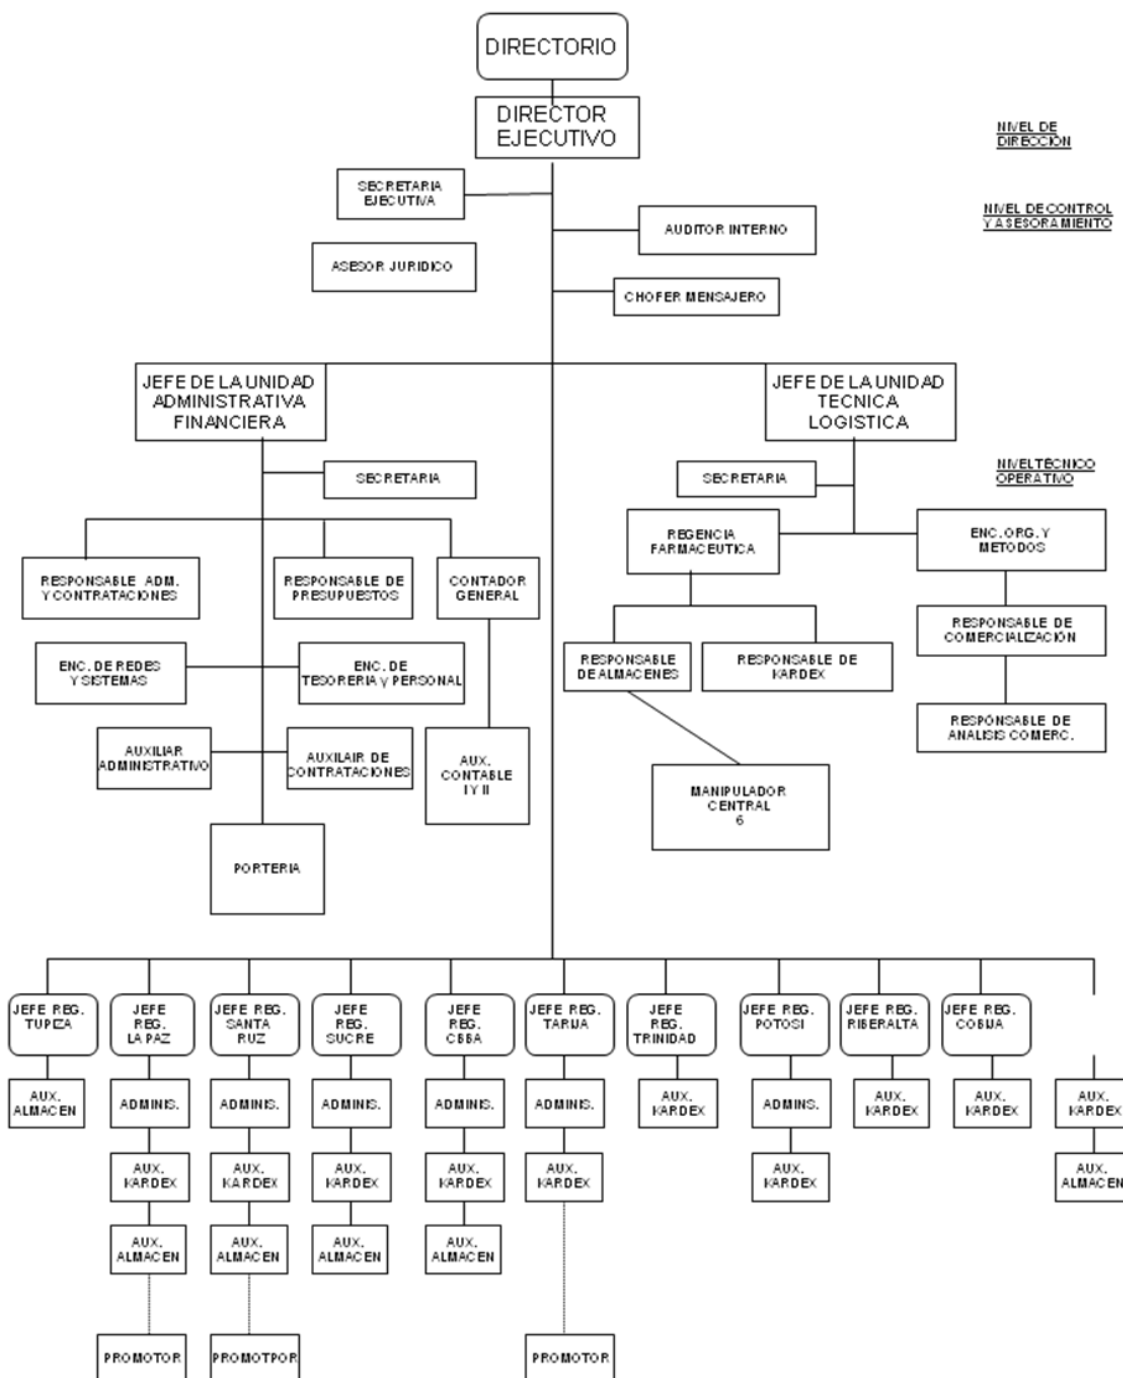 DIRECTORIO
DIRECTOR
EJECUTIVO
NIVEL DE
DIRECCION
SECRETARIA
EJECUTIVA
NIVEL DE CONTROL
Y ASESORAMIENTO
AUDITOR INTERNO
ASESOR JURIDICO
CHOFER MENSAJERO
JEFE DE LA UNIDAD
ADMINISTRATIVA
FINANCIERA
JEFE DE LA UNIDAD
TECNICA
LOGISTICA
SECRETARIA
SECRETARIA
NIVEL TÉCNICO
OPERATIVO
REGENCIA
FARMACEUTICA
ENC. ORG. Y
METODOS
RESPONSABLE ADM.
Y CONTRATACIONES
RESPONSABLE DE
PRESUPUESTOS
CONTADOR
GENERAL
RESPONSABLE DE
COMERCIALIZACIÓN
ENC. DE REDES
Y SISTEMAS
ENC. DE
TESORERIA y PERSONAL
RESPONSABLE
DE ALMACENES
RESPONSABLE DE
KARDEX
RESPONSABLE DE
ANALISIS COMERC.
AUXILIAR
ADMINISTRATIVO
AUXILAIR DE
CONTRATACIONES
AUX.
CONTABLE
I Y II
MANIPULADOR
CENTRAL
6
PORTERIA
JEFE REG.
TUPIZA
JEFE
REG.
LA PAZ
JEFE REG.
SANTA
RUZ
JEFE
REG.
SUCRE
JEFE
REG.
CBBA
JEFE REG.
TARIJA
JEFE
REG.
TRINIDAD
JEFE REG.
POTOSI
JEFE REG.
RIBERALTA
JEFE REG.
COBIJA
AUX.
ALMACEN
ADMINIS.
ADMINIS.
ADMINIS.
ADMINIS.
ADMINIS.
AUX.
KARDEX
ADMINS.
AUX.
KARDEX
AUX.
KARDEX
AUX.
KARDEX
AUX.
KARDEX
AUX.
KARDEX
AUX.
KARDEX
AUX.
KARDEX
AUX.
KARDEX
AUX.
KARDEX
AUX.
ALMACEN
AUX.
ALMACEN
AUX.
ALMACEN
AUX.
ALMACEN
AUX.
ALMACEN
PROMOTOR
PROMOTPOR
PROMOTOR